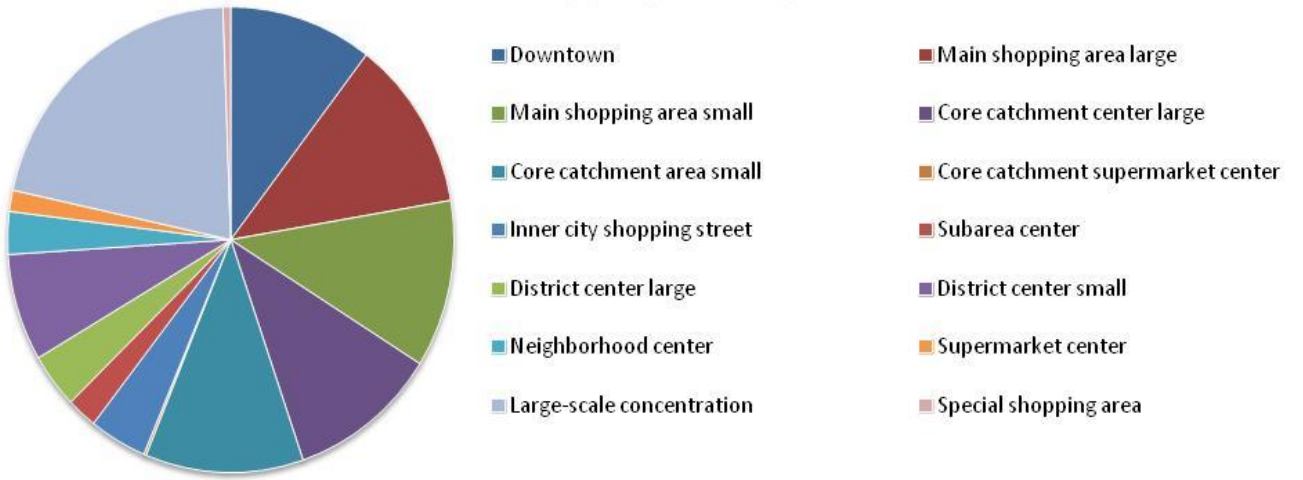 Downtown
Main shopping area large
Main shopping area small
Core catchment center large
Core catchment area small
Core catchment supermarket center
Inner city shopping street
Subarea center
District center large
District center small
Neighborhood center
Supermarket center
Large-scale concentration
Special shopping area